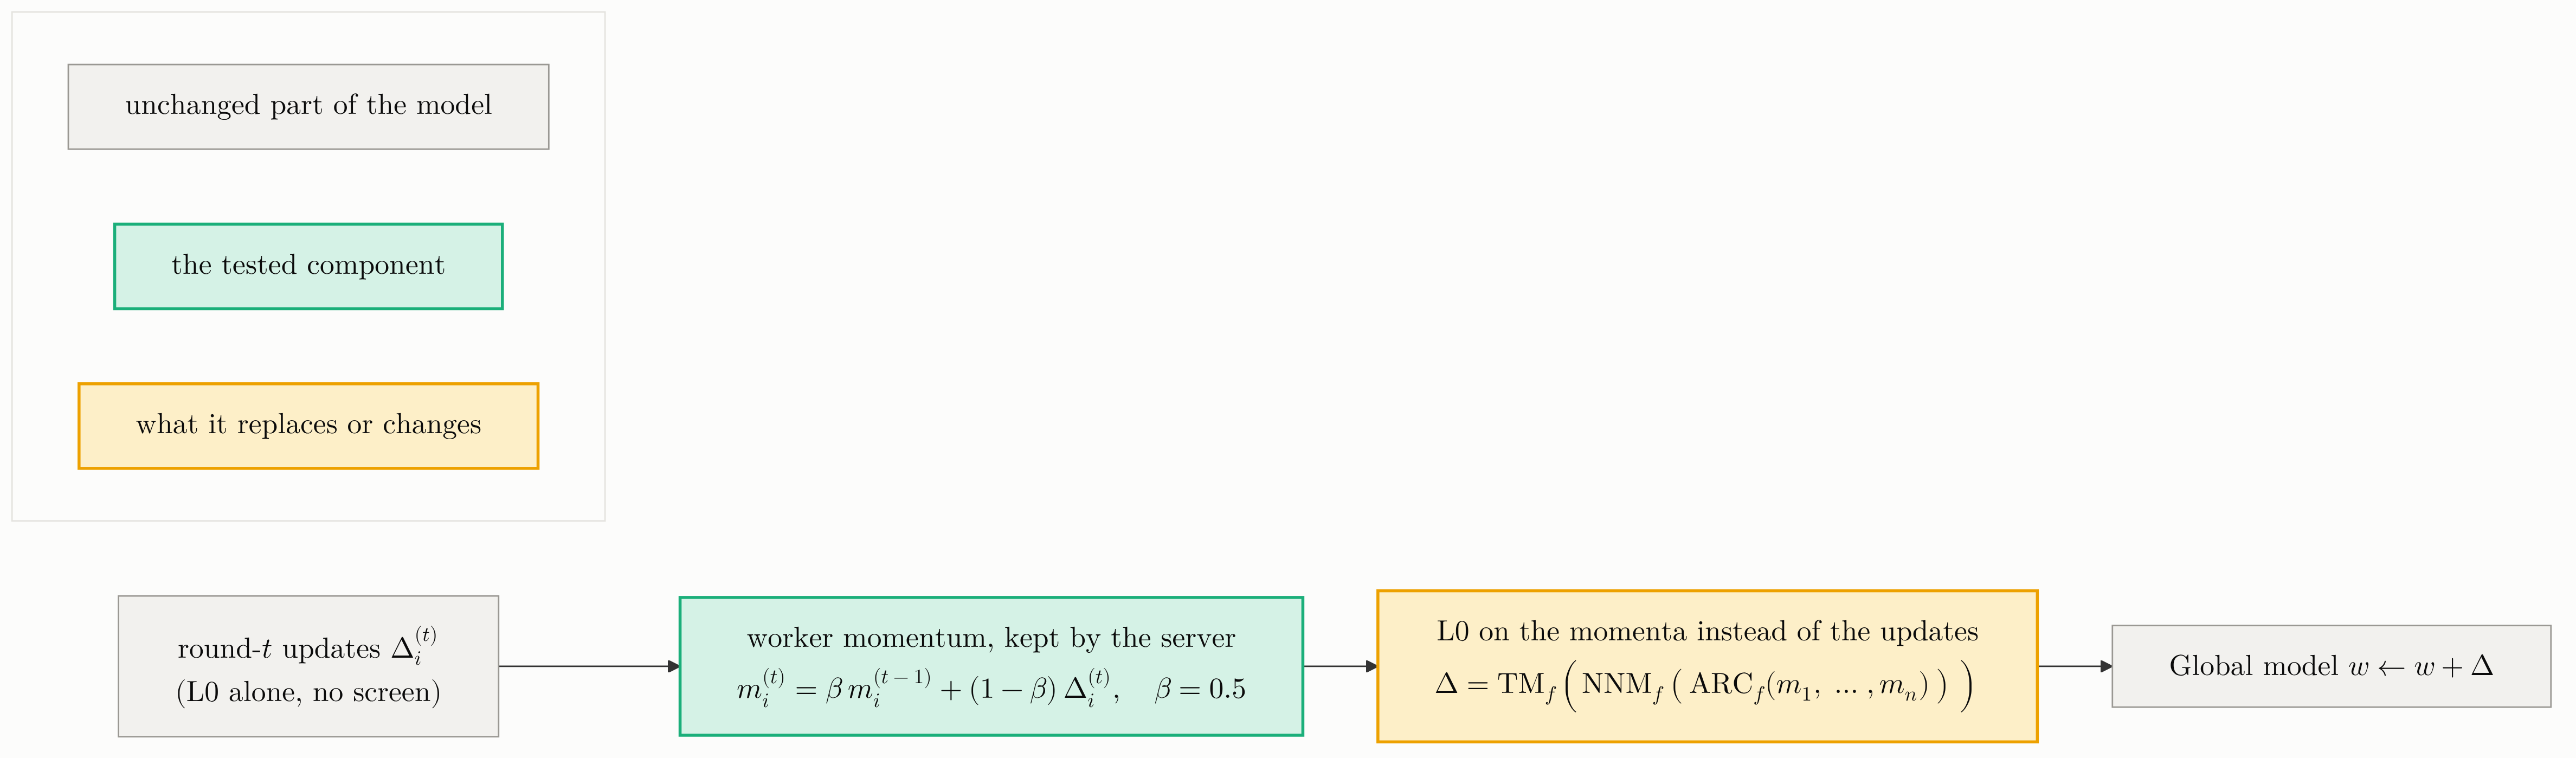 unchanged part of the model
the tested component
what it replaces or changes
round-t updates Δ_i^{(t)}
(L0 alone, no screen)
worker momentum, kept by the server
m_i^{(t)} = β m_i^{(t−1)} + (1 − β) Δ_i^{(t)}, β = 0.5
L0 on the momenta instead of the updates
Δ = TM_f ( NNM_f ( ARC_f(m_1, ... , m_n) ) )
Global model w ← w + Δ